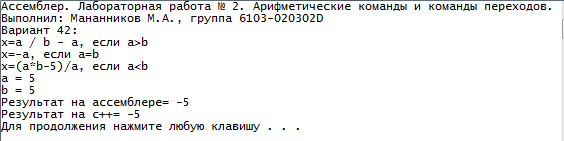 Ассемблер. Лабораторная работа № 2. Арифметические команды и команды переходов.
Выполнил: Мананников М.А., группа 6103-020302D
Вариант 42:
x=a / b - a, если a>b
x=-a, если a=b
x=(a*b-5)/a, если a<b
a = 5
b = 5
Результат на ассемблере= -5
Результат на c++= -5
Для продолжения нажмите любую клавишу . . .